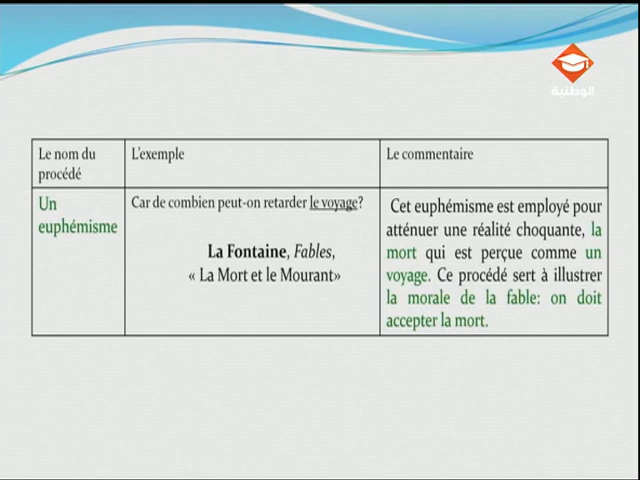 الوطنية
Le nom du
procédé
L'exemple
Le commentaire
Un
euphémisme
Car de combien peut-on retarder le voyage?
La Fontaine, Fables,
« La Mort et le Mourant»
Cet euphémisme est employé pour
atténuer une réalité choquante, la
mort qui est perçue comme un
voyage. Ce procédé sert à illustrer
la morale de la fable: on doit
accepter la mort.